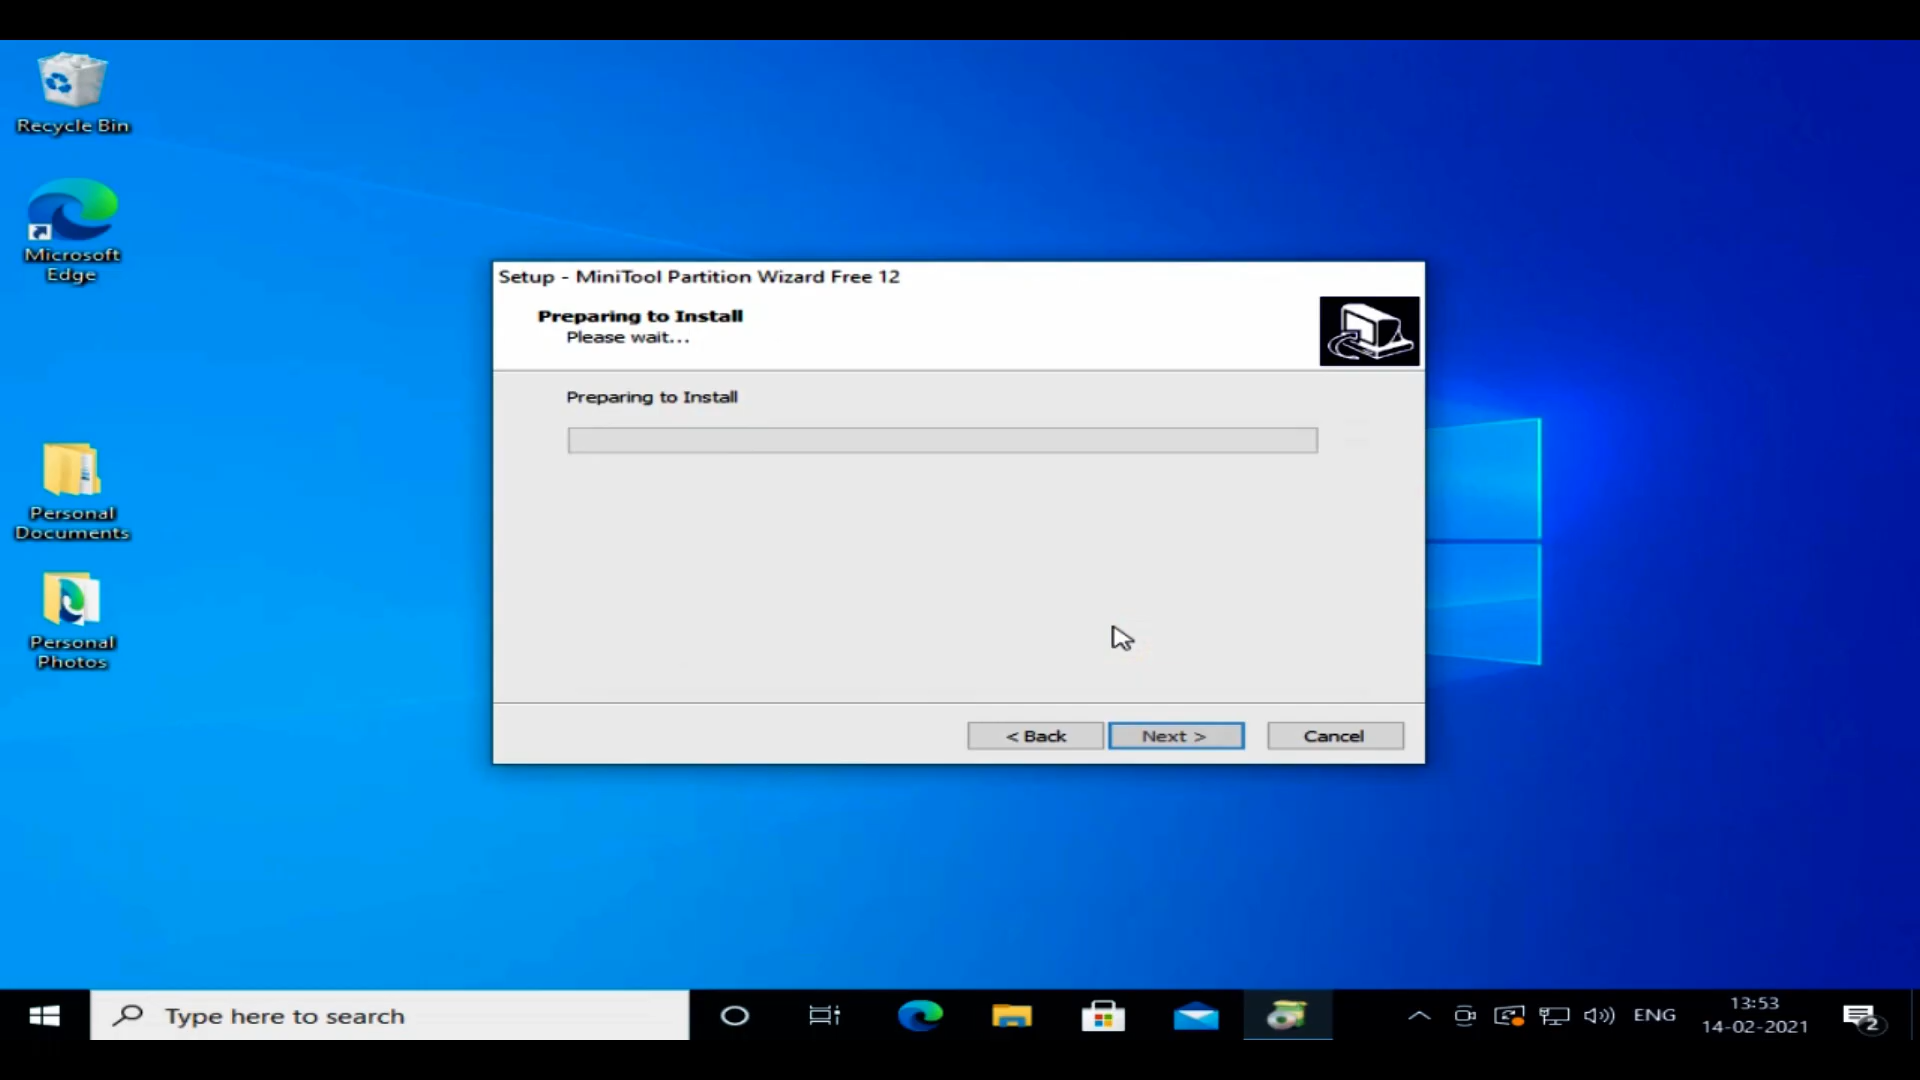 Recycle Bin
Microsoft
Edge
Personal
Documents
Personal
Photos
Setup - MiniTool Partition Wizard Free 12
Preparing to Install
Please wait...
Preparing to Install
< Back
Next >
Cancel
Type here to search
ENG
13:53
14-02-2021
2